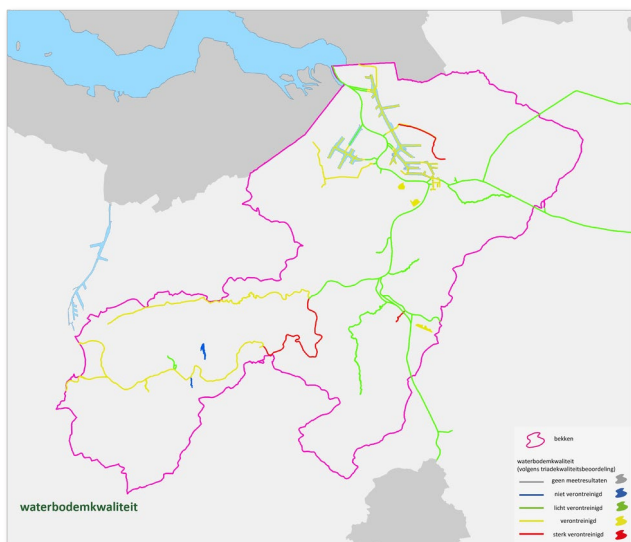 bekken
waterbodemkwaliteit
(volgens triadekwaliteitsbeoordeling)
geen meetresultaten
niet verontreinigd
licht verontreinigd
verontreinigd
sterk verontreinigd
waterbodemkwaliteit